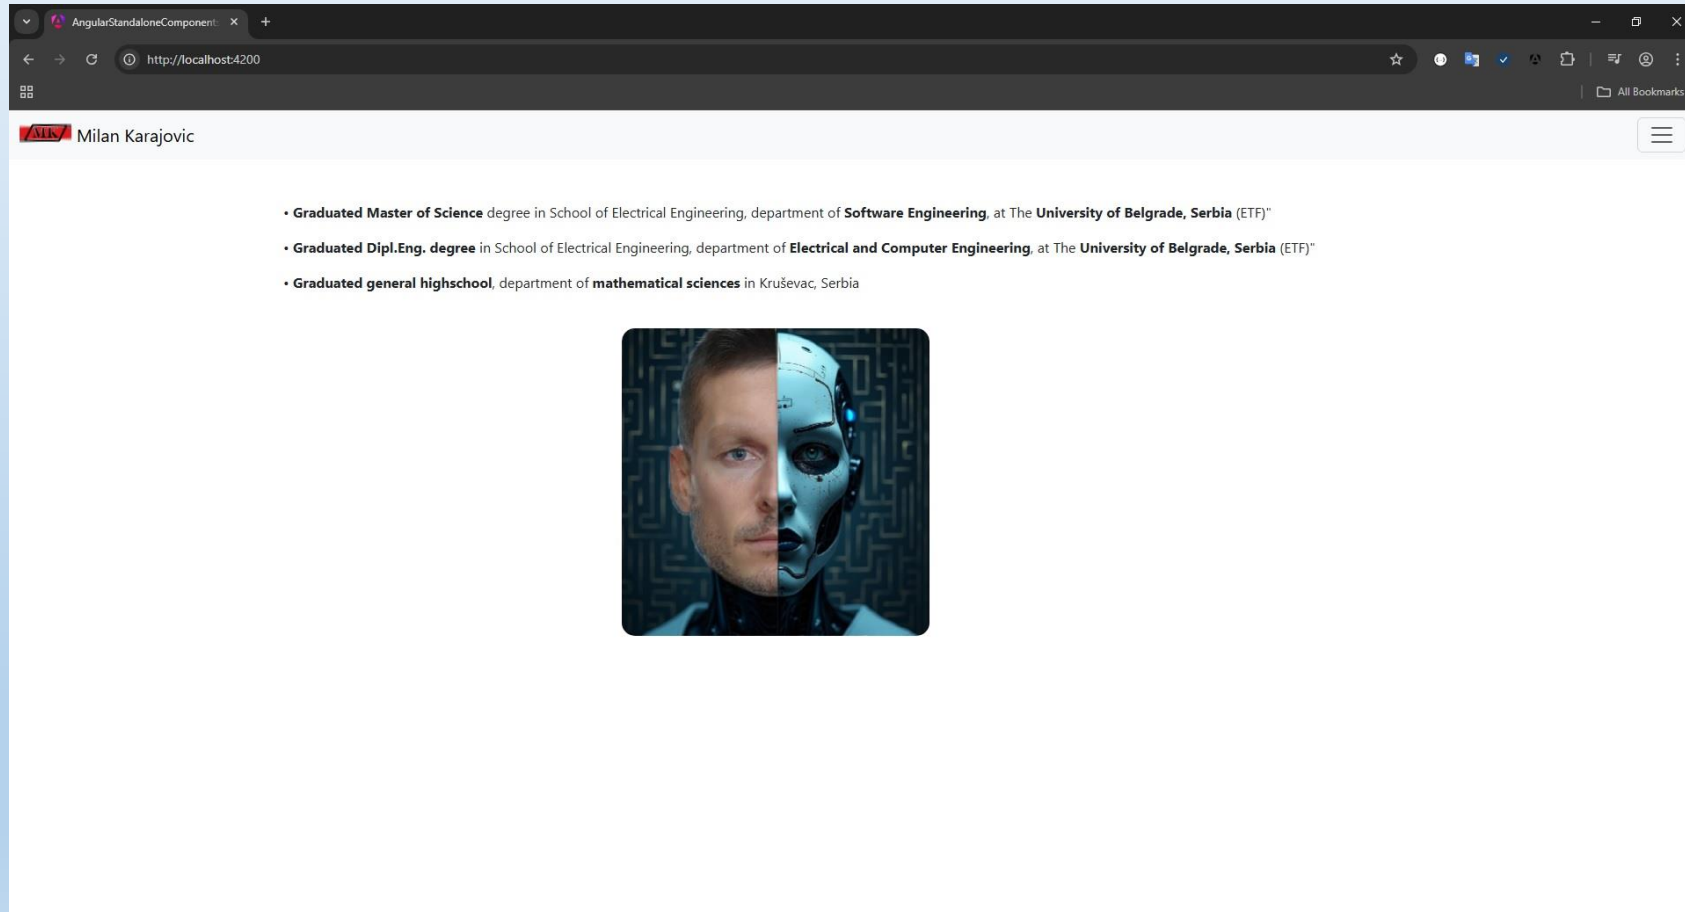 AngularStandaloneComponent
http://localhost:4200
All Bookmarks
MK Milan Karajovic
• Graduated Master of Science degree in School of Electrical Engineering, department of Software Engineering, at The University of Belgrade, Serbia (ETF)"
• Graduated Dipl.Eng. degree in School of Electrical Engineering, department of Electrical and Computer Engineering, at The University of Belgrade, Serbia (ETF)"
• Graduated general highschool, department of mathematical sciences in Kruševac, Serbia